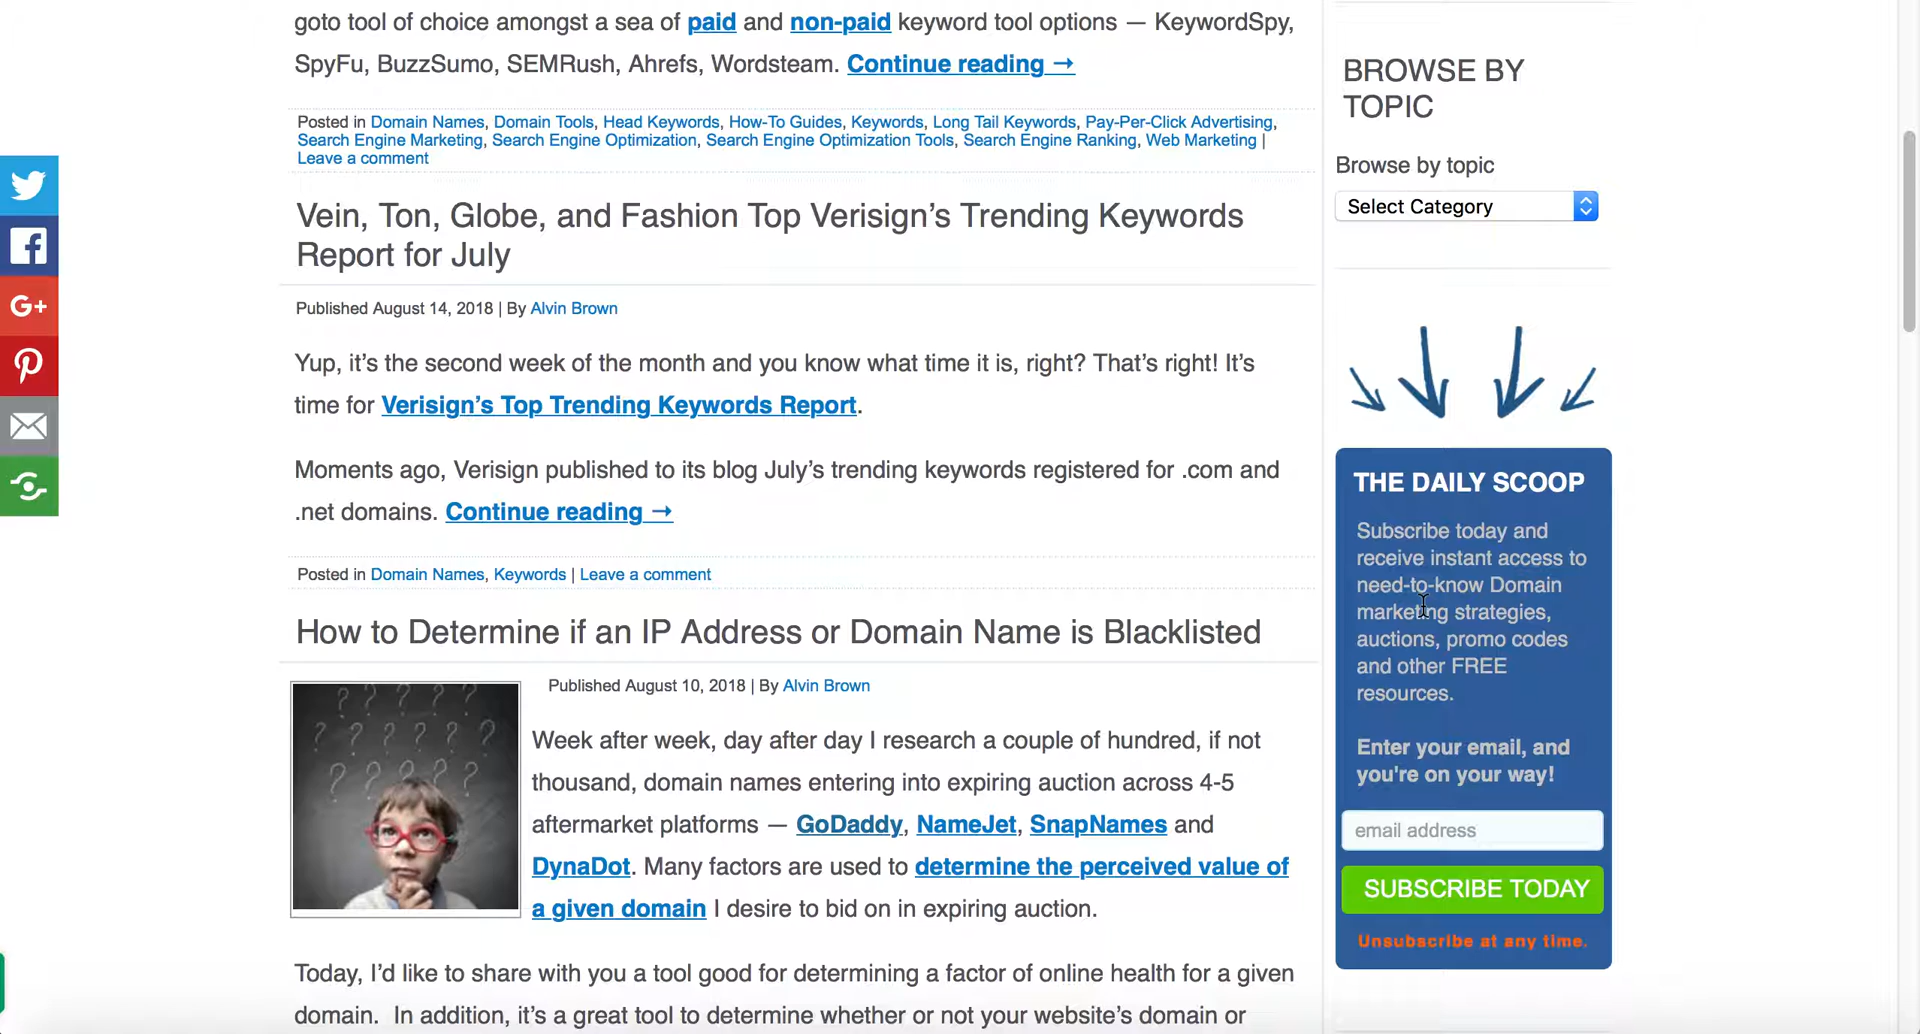 goto tool of choice amongst a sea of paid and non-paid keyword tool options — KeywordSpy,
SpyFu, BuzzSumo, SEMRush, Ahrefs, Wordsteam. Continue reading →
Posted in Domain Names, Domain Tools, Head Keywords, How-To Guides, Keywords, Long Tail Keywords, Pay-Per-Click Advertising,
Search Engine Marketing, Search Engine Optimization, Search Engine Optimization Tools, Search Engine Ranking, Web Marketing |
Leave a comment
Vein, Ton, Globe, and Fashion Top Verisign’s Trending Keywords
Report for July
Published August 14, 2018 | By Alvin Brown
Yup, it’s the second week of the month and you know what time it is, right? That’s right! It’s
time for Verisign’s Top Trending Keywords Report.
Moments ago, Verisign published to its blog July’s trending keywords registered for .com and
.net domains. Continue reading →
Posted in Domain Names, Keywords | Leave a comment
How to Determine if an IP Address or Domain Name is Blacklisted
Published August 10, 2018 | By Alvin Brown
Week after week, day after day I research a couple of hundred, if not
thousand, domain names entering into expiring auction across 4-5
aftermarket platforms — GoDaddy, NameJet, SnapNames and
DynaDot. Many factors are used to determine the perceived value of
a given domain I desire to bid on in expiring auction.
Today, I’d like to share with you a tool good for determining a factor of online health for a given
domain. In addition, it’s a great tool to determine whether or not your website’s domain or
BROWSE BY
TOPIC
Browse by topic
Select Category
THE DAILY SCOOP
Subscribe today and
receive instant access to
need-to-know Domain
marketing strategies,
auctions, promo codes
and other FREE
resources.
Enter your email, and
you're on your way!
email address
SUBSCRIBE TODAY
Unsubscribe at any time.
G+